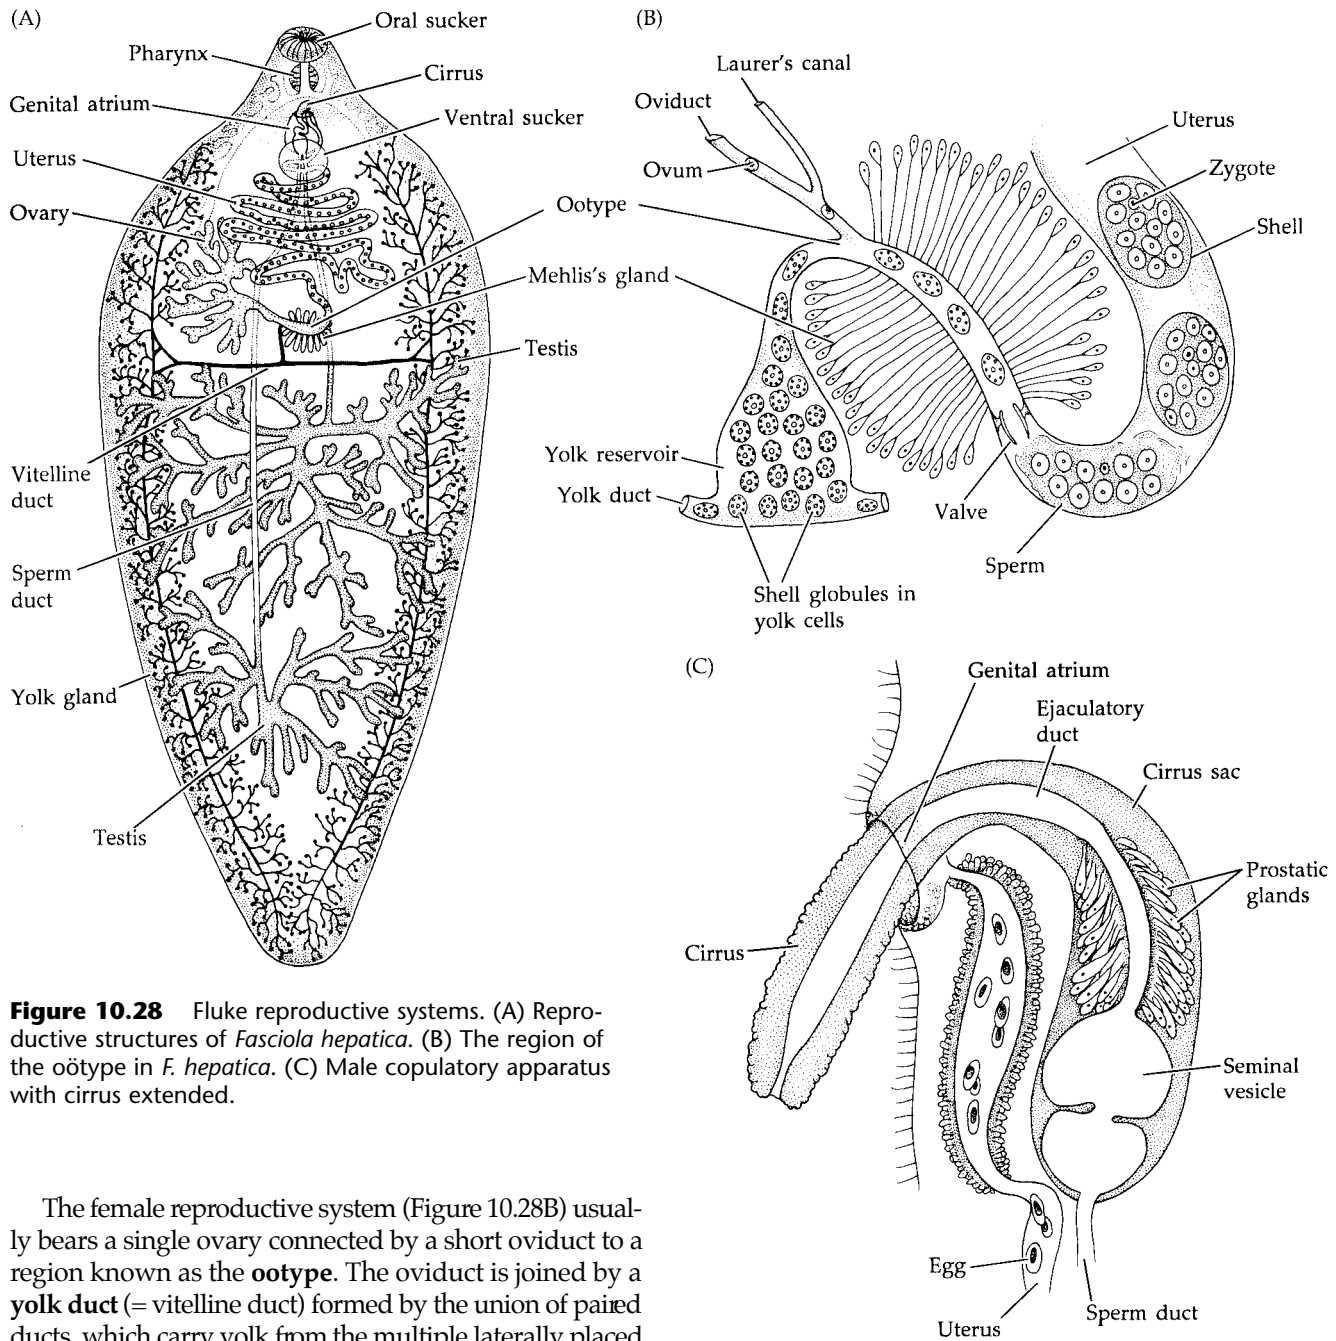 (A)
Oral sucker
Pharynx
Cirrus
Genital atrium
Ventral sucker
Uterus
Ovary
Ootype
Mehlis's gland
Testis
Vitelline
duct
Sperm
duct
Yolk gland
Testis
(B)
Laurer's canal
Oviduct
Ovum
Uterus
Zygote
Shell
Yolk reservoir
Yolk duct
Valve
Sperm
Shell globules in
yolk cells
(C)
Genital atrium
Ejaculatory
duct
Cirrus sac
Prostatic
glands
Cirrus
Seminal
vesicle
Egg
Uterus
Sperm duct
Figure 10.28 Fluke reproductive systems. (A) Repro-
ductive structures of Fasciola hepatica. (B) The region of
the oötype in F. hepatica. (C) Male copulatory apparatus
with cirrus extended.
The female reproductive system (Figure 10.28B) usual-
ly bears a single ovary connected by a short oviduct to a
region known as the ootype. The oviduct is joined by a
yolk duct (= vitelline duct) formed by the union of paired
ducts, which carry yolk from the multiple laterally placed